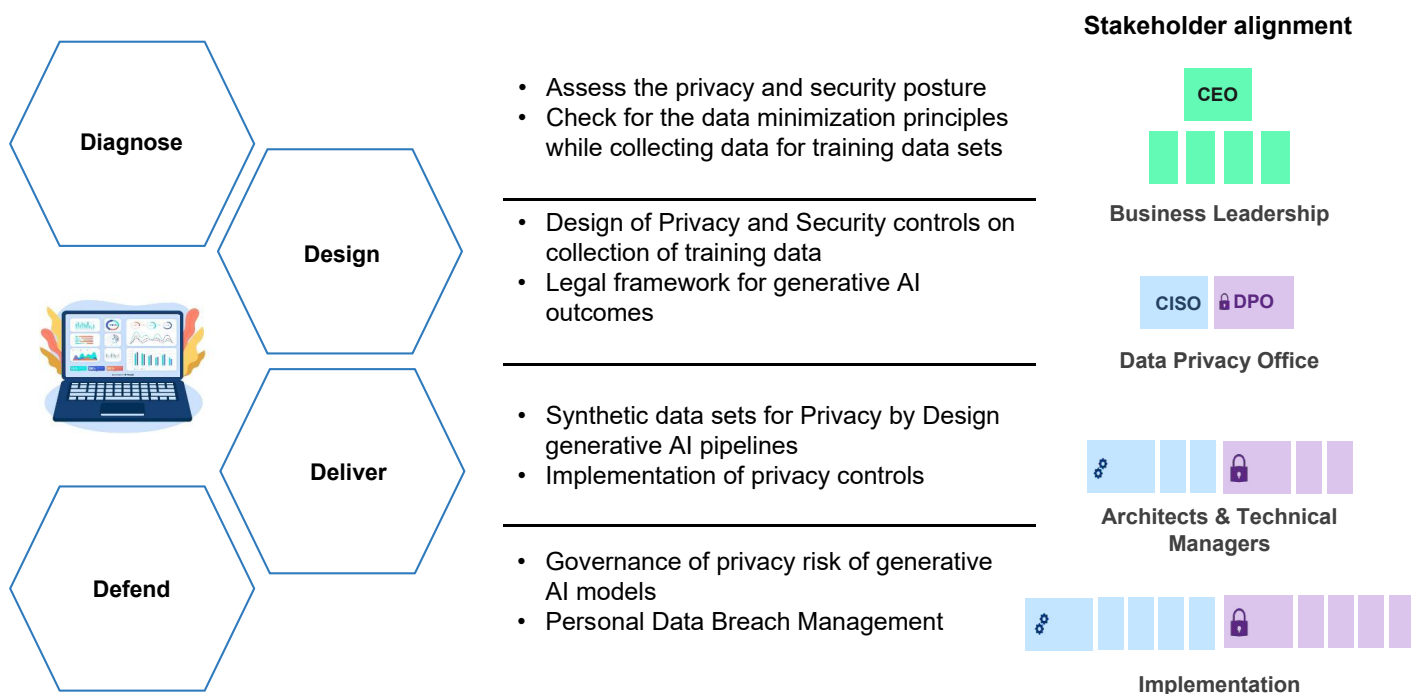 Stakeholder alignment
Diagnose
• Assess the privacy and security posture
• Check for the data minimization principles
while collecting data for training data sets
CEO
Business Leadership
Design
• Design of Privacy and Security controls on
collection of training data
• Legal framework for generative AI
outcomes
CISO
DPO
Data Privacy Office
Deliver
• Synthetic data sets for Privacy by Design
generative AI pipelines
• Implementation of privacy controls
Architects & Technical
Managers
Defend
• Governance of privacy risk of generative
AI models
• Personal Data Breach Management
Implementation